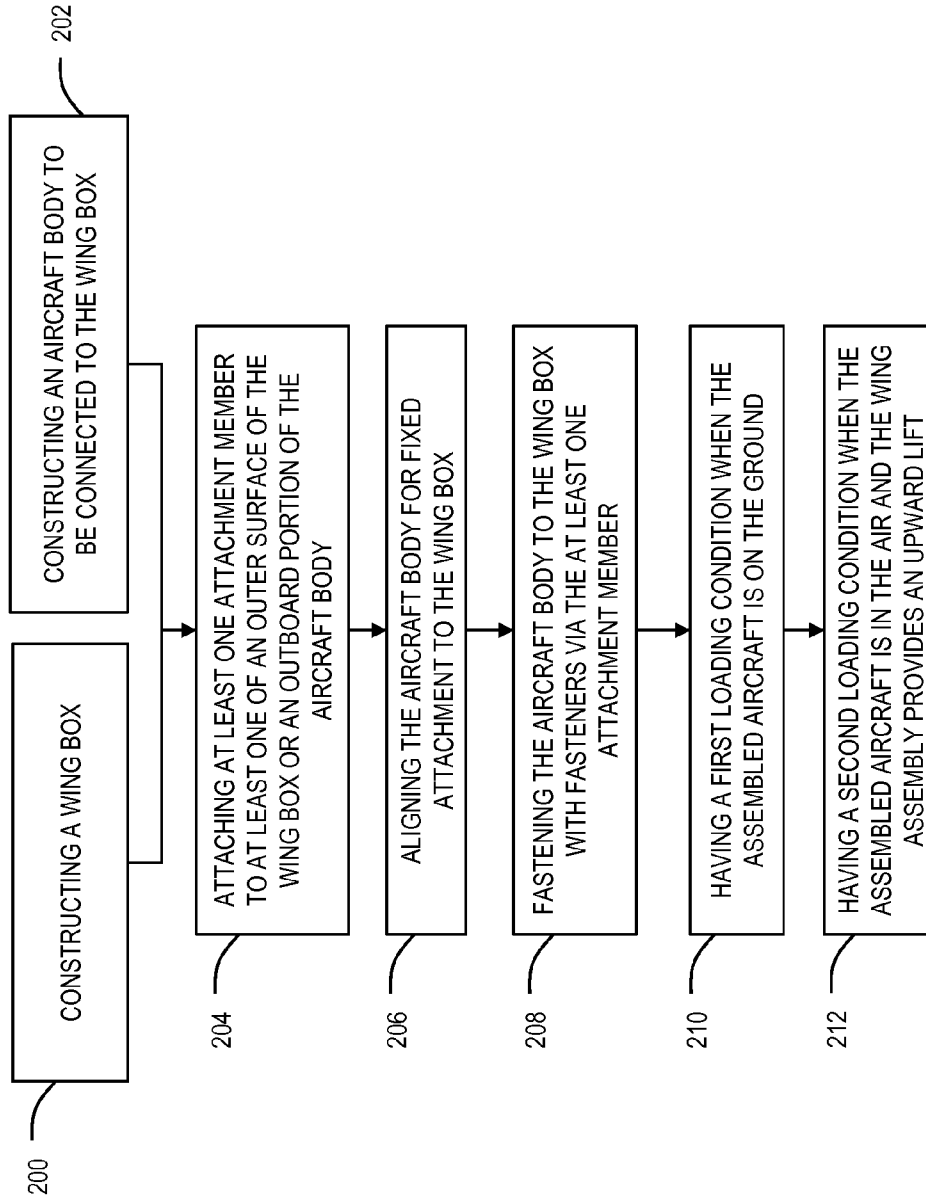 200
CONSTRUCTING A WING BOX
202
CONSTRUCTING AN AIRCRAFT BODY TO
BE CONNECTED TO THE WING BOX
204
ATTACHING AT LEAST ONE ATTACHMENT MEMBER
TO AT LEAST ONE OF AN OUTER SURFACE OF THE
WING BOX OR AN OUTBOARD PORTION OF THE
AIRCRAFT BODY
206
ALIGNING THE AIRCRAFT BODY FOR FIXED
ATTACHMENT TO THE WING BOX
208
FASTENING THE AIRCRAFT BODY TO THE WING BOX
WITH FASTENERS VIA THE AT LEAST ONE
ATTACHMENT MEMBER
210
HAVING A FIRST LOADING CONDITION WHEN THE
ASSEMBLED AIRCRAFT IS ON THE GROUND
212
HAVING A SECOND LOADING CONDITION WHEN THE
ASSEMBLED AIRCRAFT IS IN THE AIR AND THE WING
ASSEMBLY PROVIDES AN UPWARD LIFT